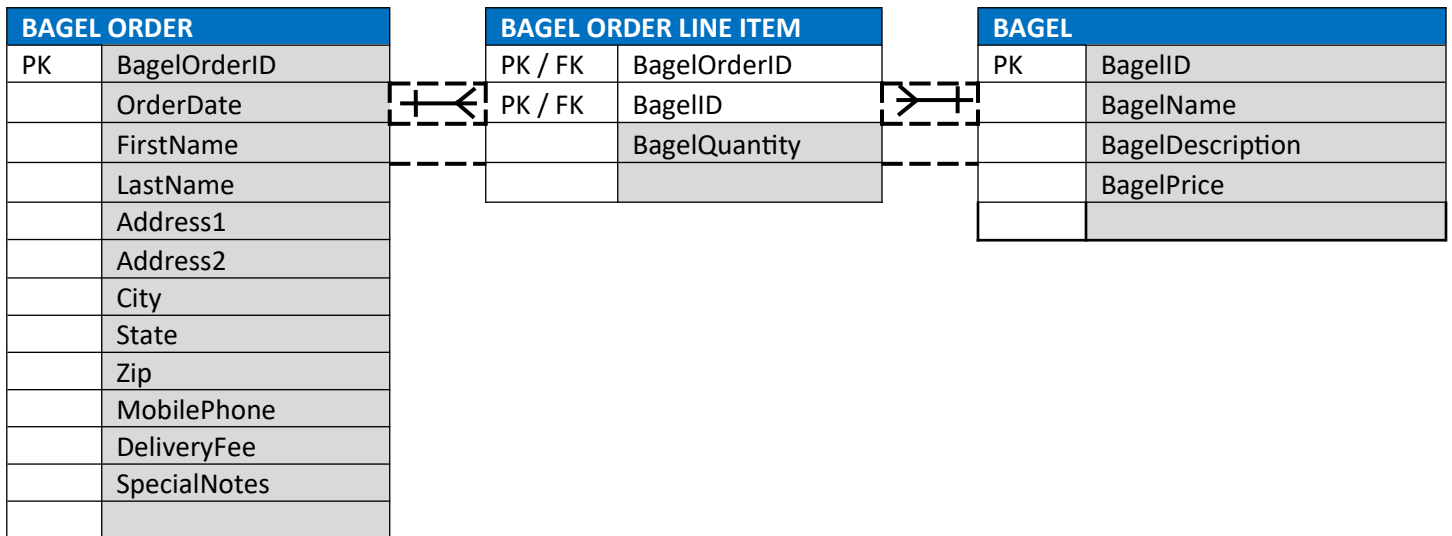 BAGEL ORDER
PK BagelOrderID
OrderDate
FirstName
LastName
Address1
Address2
City
State
Zip
MobilePhone
DeliveryFee
SpecialNotes
BAGEL ORDER LINE ITEM
PK / FK BagelOrderID
PK / FK BagelID
BagelQuantity
BAGEL
PK BagelID
BagelName
BagelDescription
BagelPrice